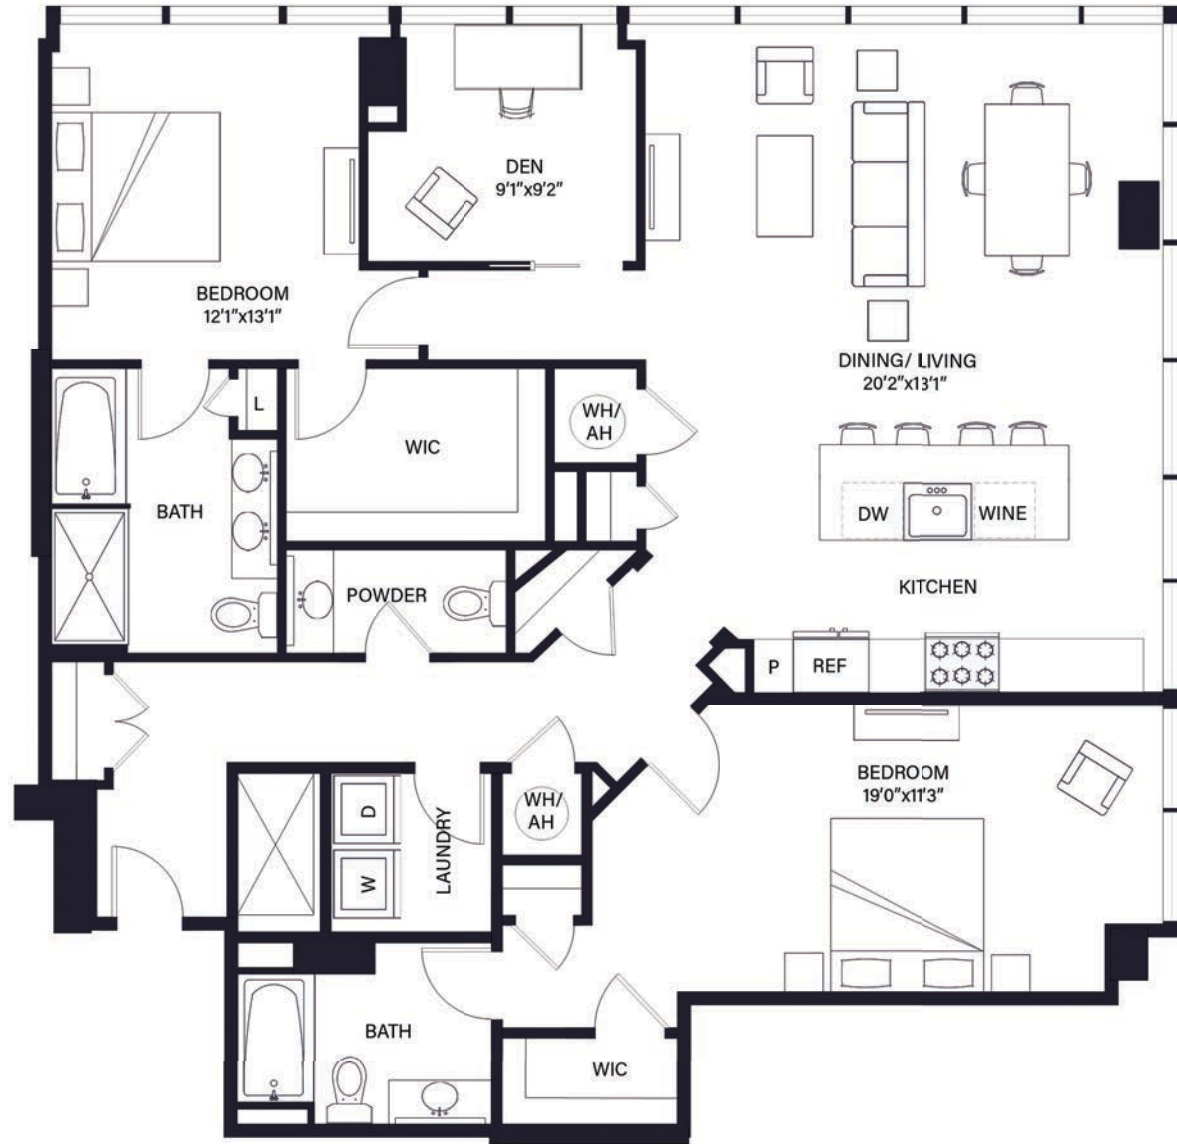 DEN
9'1"x9'2"
BEDROOM
12'1"x13'1"
DINING/ LIVING
20'2"x13'1"
L
WIC
WH/
AH
BATH
DW
WINE
KITCHEN
POWDER
P
REF
BEDROOM
19'0"x11'3"
D
WH/
AH
LAUNDRY
W
BATH
WIC